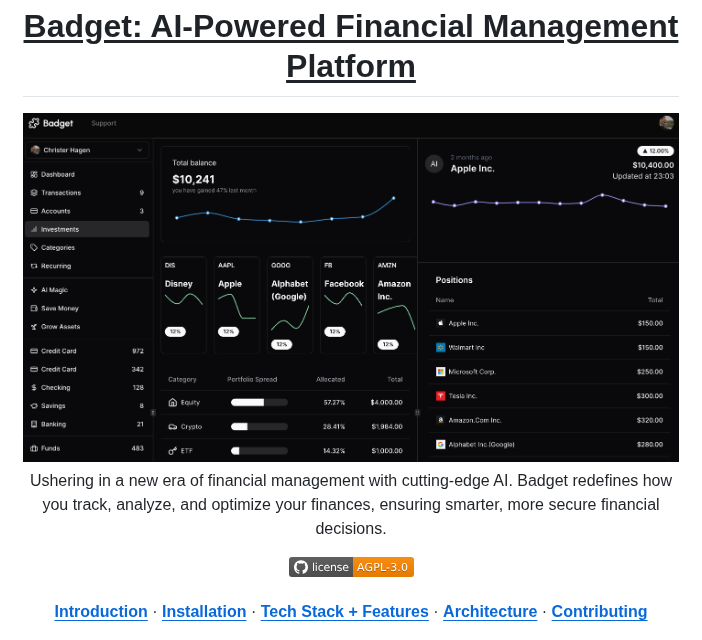 Badget: AI-Powered Financial Management
Platform
Badget
Support
Christer Hagen
Dashboard
Transactions 9
Accounts 3
Investments
Categories
Recurring
AI Magic
Save Money
Grow Assets
Credit Card 972
Credit Card 342
Checking 128
Savings 8
Banking 21
Funds 483
Total balance
$10,241
you have gained 47% last month
DIS AAPL GOOG FB AMZN
Disney Apple Alphabet (Google) Facebook Amazon Inc.
12% 12% 12% 12% 12%
Category Portfolio Spread Allocated Total
Equity 57.27% $4,000.00
Crypto 28.41% $1,984.00
ETF 14.32% $1,000.00
AI
2 months ago
Apple Inc.
▲ 12.00%
$10,400.00
Updated at 23:03
Positions
Name Total
Apple Inc. $150.00
Walmart Inc $150.00
Microsoft Corp. $250.00
Tesla Inc. $300.00
Amazon.Com Inc. $320.00
Alphabet Inc.(Google) $280.00
Ushering in a new era of financial management with cutting-edge AI. Badget redefines how
you track, analyze, and optimize your finances, ensuring smarter, more secure financial
decisions.
license AGPL-3.0
Introduction · Installation · Tech Stack + Features · Architecture · Contributing